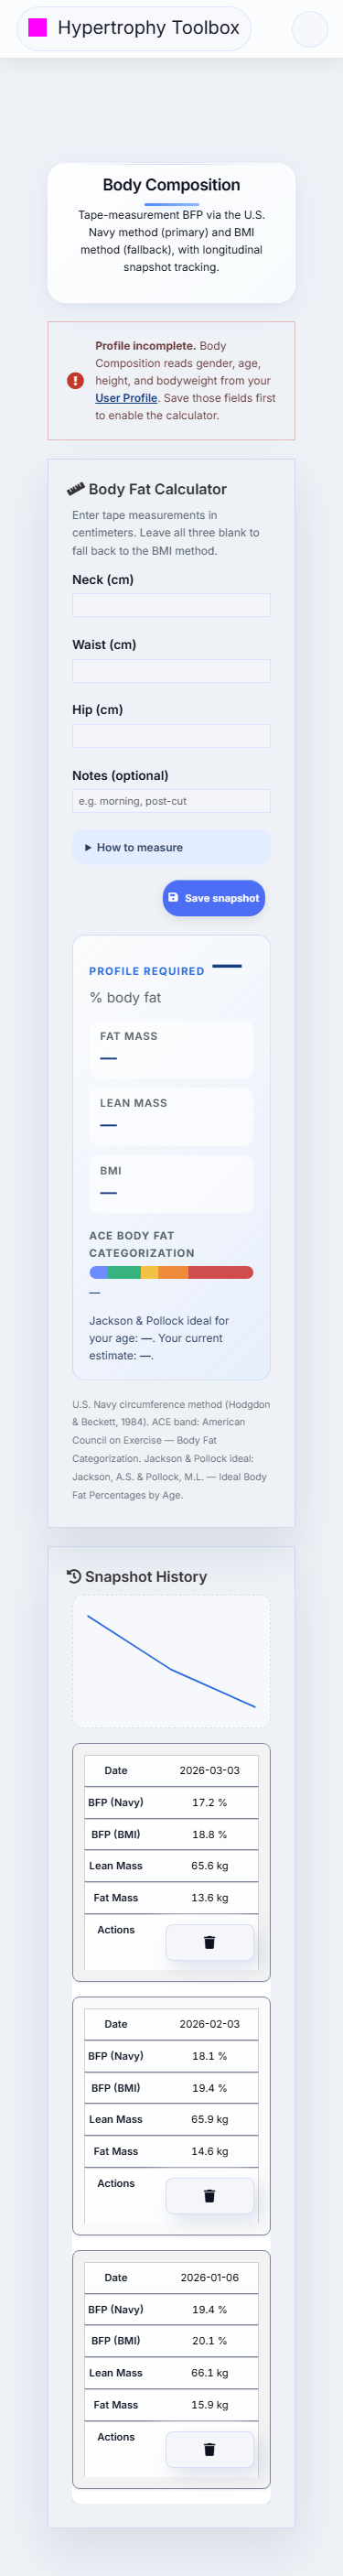 Hypertrophy Toolbox
Body Composition
Tape-measurement BFP via the U.S.
Navy method (primary) and BMI
method (fallback), with longitudinal
snapshot tracking.
Profile incomplete. Body
Composition reads gender, age,
height, and bodyweight from your
User Profile. Save those fields first
to enable the calculator.
Body Fat Calculator
Enter tape measurements in
centimeters. Leave all three blank to
fall back to the BMI method.
Neck (cm)
Waist (cm)
Hip (cm)
Notes (optional)
e.g. morning, post-cut
How to measure
Save snapshot
PROFILE REQUIRED —
% body fat
FAT MASS
—
LEAN MASS
—
BMI
—
ACE BODY FAT
CATEGORIZATION
—
Jackson & Pollock ideal for
your age: —. Your current
estimate: —.
U.S. Navy circumference method (Hodgdon
& Beckett, 1984). ACE band: American
Council on Exercise — Body Fat
Categorization. Jackson & Pollock ideal:
Jackson, A.S. & Pollock, M.L. — Ideal Body
Fat Percentages by Age.
Snapshot History
Date 2026-03-03
BFP (Navy) 17.2 %
BFP (BMI) 18.8 %
Lean Mass 65.6 kg
Fat Mass 13.6 kg
Actions
Date 2026-02-03
BFP (Navy) 18.1 %
BFP (BMI) 19.4 %
Lean Mass 65.9 kg
Fat Mass 14.6 kg
Actions
Date 2026-01-06
BFP (Navy) 19.4 %
BFP (BMI) 20.1 %
Lean Mass 66.1 kg
Fat Mass 15.9 kg
Actions